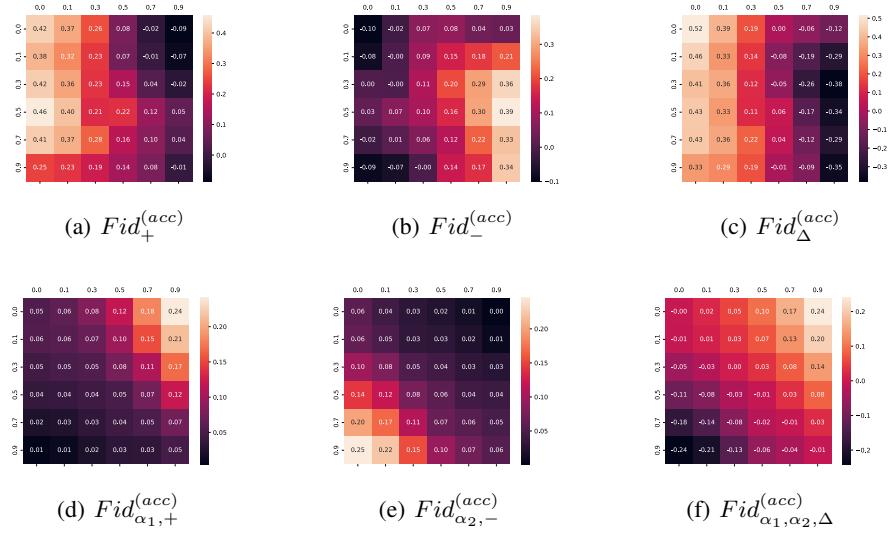 0.0 0.1 0.3 0.5 0.7 0.9
0.0 0.42 0.37 0.26 0.08 -0.02 -0.09
0.1 0.38 0.32 0.23 0.07 -0.01 -0.07
0.3 0.42 0.36 0.23 0.15 0.04 -0.02
0.5 0.46 0.40 0.21 0.22 0.12 0.05
0.7 0.41 0.37 0.28 0.16 0.10 0.04
0.9 0.25 0.23 0.19 0.14 0.08 -0.01
0.4
0.3
0.2
0.1
0.0
(a) Fid₊^(acc)
0.0 0.1 0.3 0.5 0.7 0.9
0.0 -0.10 -0.02 0.07 0.08 0.04 0.03
0.1 -0.08 -0.00 0.09 0.15 0.18 0.21
0.3 0.00 -0.00 0.10 0.20 0.29 0.36
0.5 0.03 0.07 0.10 0.16 0.30 0.39
0.7 -0.02 0.01 0.06 0.12 0.22 0.33
0.9 -0.09 -0.07 -0.00 0.14 0.17 0.34
0.3
0.2
0.1
0.0
-0.1
(b) Fid₋^(acc)
0.0 0.1 0.3 0.5 0.7 0.9
0.0 0.52 0.39 0.19 0.00 -0.06 -0.12
0.1 0.46 0.33 0.14 -0.08 -0.19 -0.29
0.3 0.41 0.36 0.12 -0.05 -0.26 -0.38
0.5 0.43 0.33 0.11 0.06 -0.18 -0.34
0.7 0.43 0.36 0.22 0.04 -0.12 -0.29
0.9 0.33 0.29 0.19 -0.01 -0.09 -0.35
0.5
0.4
0.3
0.2
0.1
0.0
-0.1
-0.2
-0.3
(c) Fid_Δ^(acc)
0.0 0.1 0.3 0.5 0.7 0.9
0.0 0.05 0.06 0.08 0.12 0.18 0.24
0.1 0.06 0.06 0.07 0.10 0.15 0.21
0.3 0.05 0.05 0.05 0.08 0.11 0.17
0.5 0.04 0.04 0.05 0.05 0.07 0.12
0.7 0.02 0.03 0.03 0.04 0.05 0.07
0.9 0.01 0.01 0.02 0.03 0.03 0.05
0.20
0.15
0.10
0.05
(d) Fid_α₁,₊^(acc)
0.0 0.1 0.3 0.5 0.7 0.9
0.0 0.06 0.04 0.03 0.02 0.01 0.00
0.1 0.06 0.05 0.04 0.03 0.02 0.01
0.3 0.10 0.08 0.05 0.04 0.03 0.03
0.5 0.14 0.12 0.08 0.06 0.04 0.04
0.7 0.20 0.17 0.11 0.07 0.06 0.05
0.9 0.25 0.22 0.15 0.10 0.07 0.06
0.20
0.15
0.10
0.05
(e) Fid_α₂,₋^(acc)
0.0 0.1 0.3 0.5 0.7 0.9
0.0 -0.00 0.02 0.05 0.10 0.17 0.24
0.1 -0.01 0.01 0.03 0.07 0.13 0.20
0.3 -0.05 -0.03 0.00 0.03 0.08 0.14
0.5 -0.11 -0.08 -0.03 -0.00 0.03 0.08
0.7 -0.18 -0.14 -0.08 -0.02 -0.01 0.03
0.9 -0.24 -0.21 -0.13 -0.06 -0.04 -0.01
0.2
0.1
0.0
-0.1
-0.2
(f) Fid_α₁,α₂,Δ^(acc)